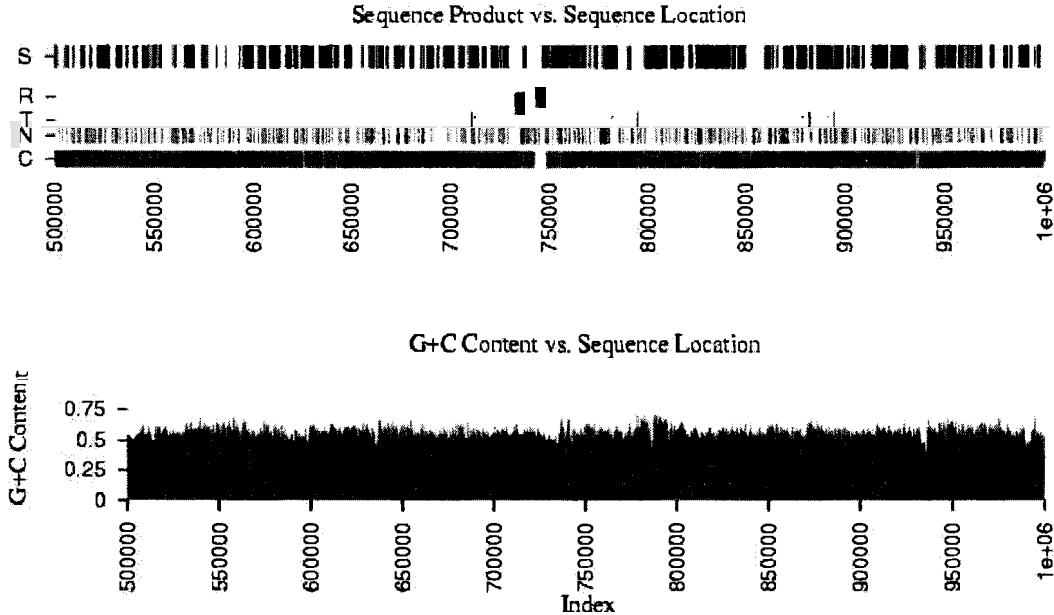 Sequence Product vs. Sequence Location
S
R
T
N
C
500000 550000 600000 650000 700000 750000 800000 850000 900000 950000 1e+06
G+C Content vs. Sequence Location
G+C Content
0.75
0.5
0.25
0
500000 550000 600000 650000 700000 750000 800000 850000 900000 950000 1e+06
Index